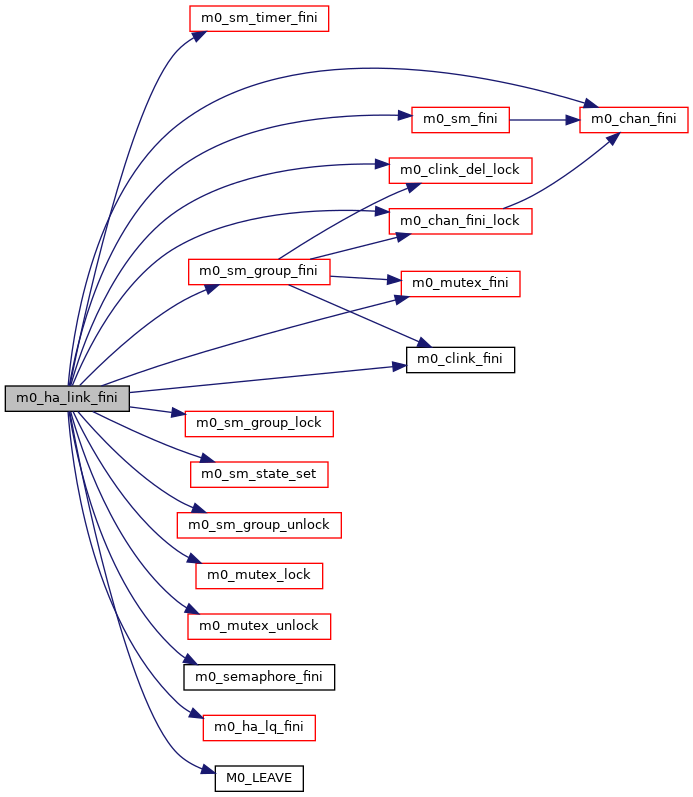 m0_sm_timer_fini
m0_sm_fini
m0_chan_fini
m0_clink_del_lock
m0_chan_fini_lock
m0_sm_group_fini
m0_mutex_fini
m0_clink_fini
m0_ha_link_fini
m0_sm_group_lock
m0_sm_state_set
m0_sm_group_unlock
m0_mutex_lock
m0_mutex_unlock
m0_semaphore_fini
m0_ha_lq_fini
M0_LEAVE